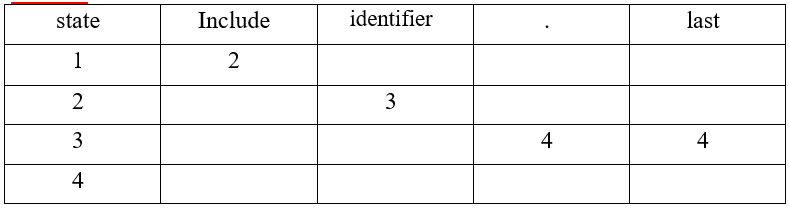 state Include identifier . last
1 2
2 3
3 4 4
4